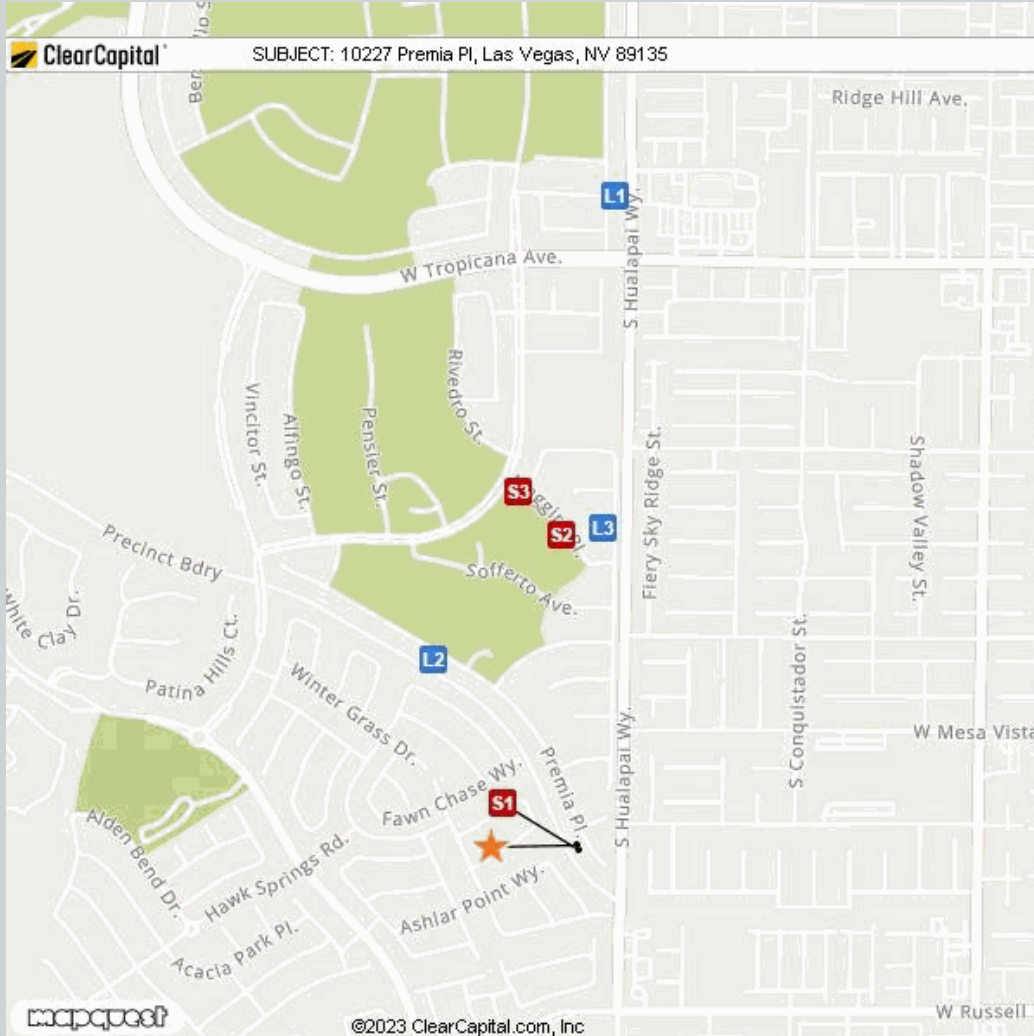 ClearCapital
SUBJECT: 10227 Premia Pl, Las Vegas, NV 89135
Ridge Hill Ave.
L1
S Hualapai Wy.
W Tropicana Ave.
Rivedro St.
Vincitor St.
Alfingo St.
Pensier St.
Fiery Sky Ridge St.
Shadow Valley St.
S3
S2
L3
Precinct Bdry
Sofferto Ave.
White Clay Dr.
S Conquistador St.
L2
Patina Hills Ct.
Winter Grass Dr.
W Mesa Vista
S Hualapai Wy.
Premia Pl.
Fawn Chase Wy.
S1
Alden Bend Dr.
Hawk Springs Rd.
Ashlar Point Wy.
Acacia Park Pl.
mapquest
©2023 ClearCapital.com, Inc
W Russell